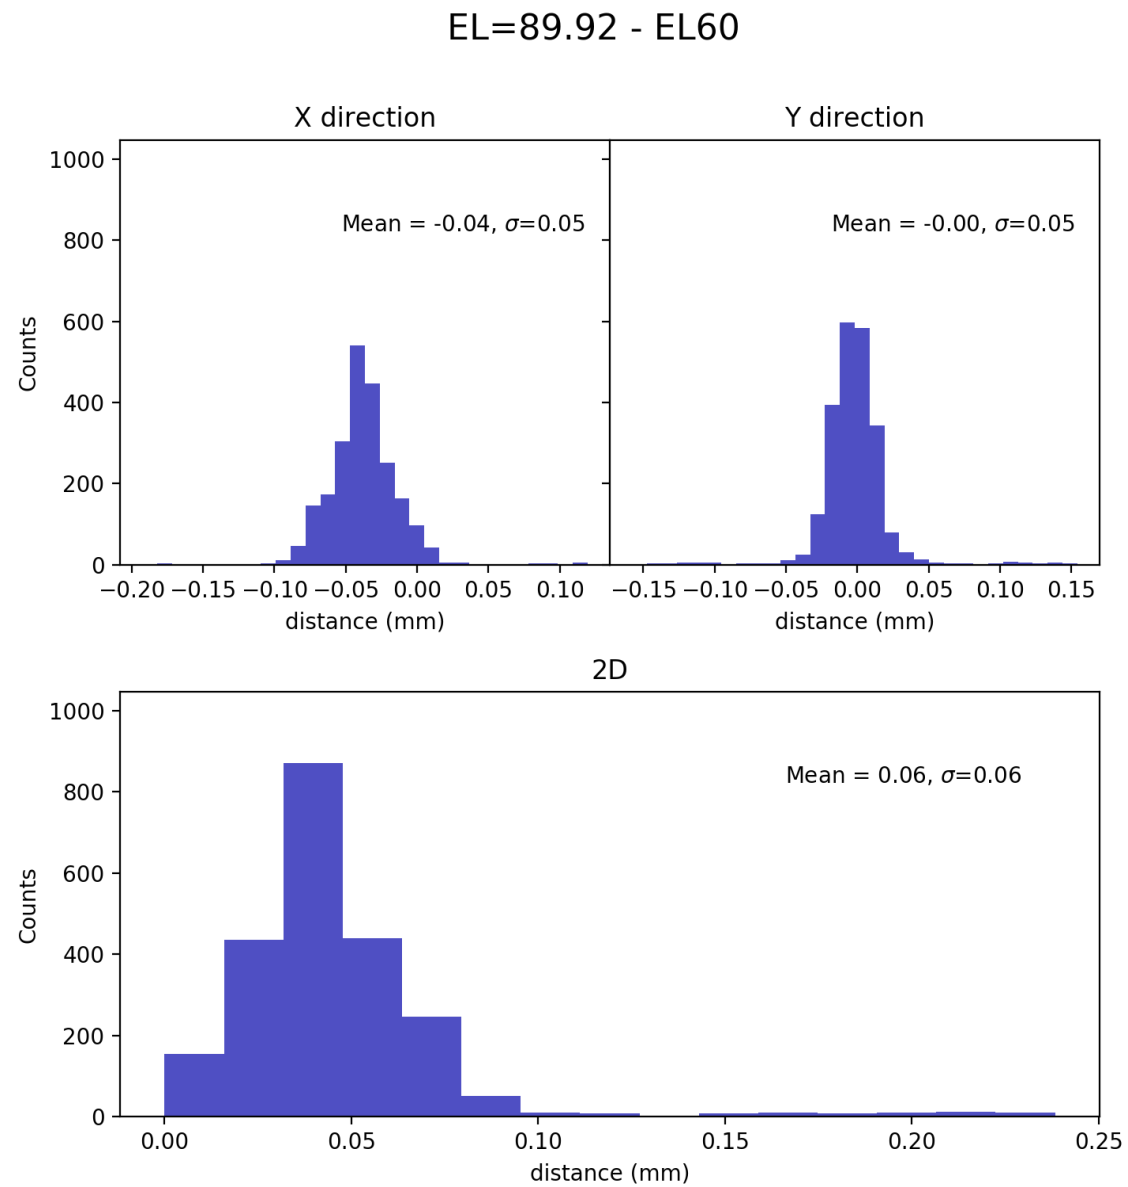 EL=89.92 - EL60
X direction
Y direction
1000
800
600
400
200
0
Counts
Mean = -0.04, σ=0.05
Mean = -0.00, σ=0.05
−0.20 −0.15 −0.10 −0.05 0.00 0.05 0.10
−0.15 −0.10 −0.05 0.00 0.05 0.10 0.15
distance (mm)
distance (mm)
2D
1000
800
600
400
200
0
Counts
Mean = 0.06, σ=0.06
0.00 0.05 0.10 0.15 0.20 0.25
distance (mm)